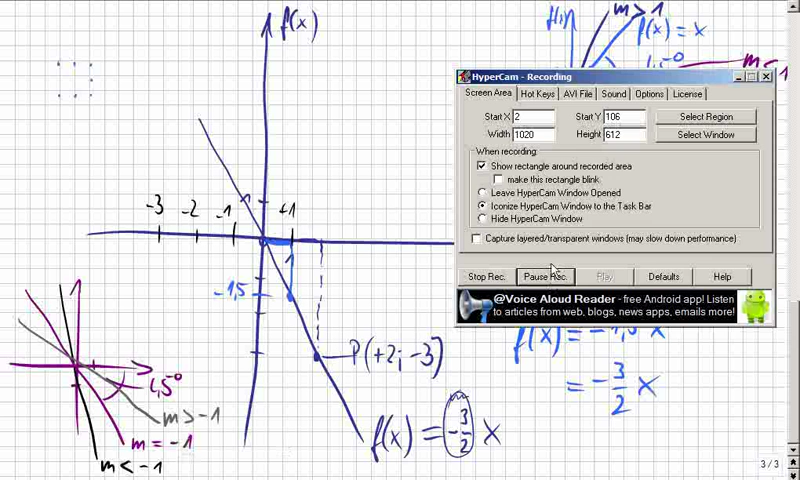 f(x)
f(x)
m > 1
f(x) = x
HyperCam - Recording
Screen Area Hot Keys AVI File Sound Options License
Start X 2 Start Y 106 Select Region
Width 1020 Height 612 Select Window
When recording:
Show rectangle around recorded area
make this rectangle blink
Leave HyperCam Window Opened
Iconize HyperCam Window to the Task Bar
Hide HyperCam Window
Capture layered/transparent windows (may slow down performance)
Stop Rec. Pause Rec. Play Defaults Help
@Voice Aloud Reader - free Android app! Listen
to articles from web, blogs, news apps, emails more!
-3 -2 -1 +1
1
-1,5
P(+2; -3)
f(x) = -1,5 x
= -3/2 x
m
f(x) = -3/2 x
m > -1
m = -1
m < -1
3 / 3